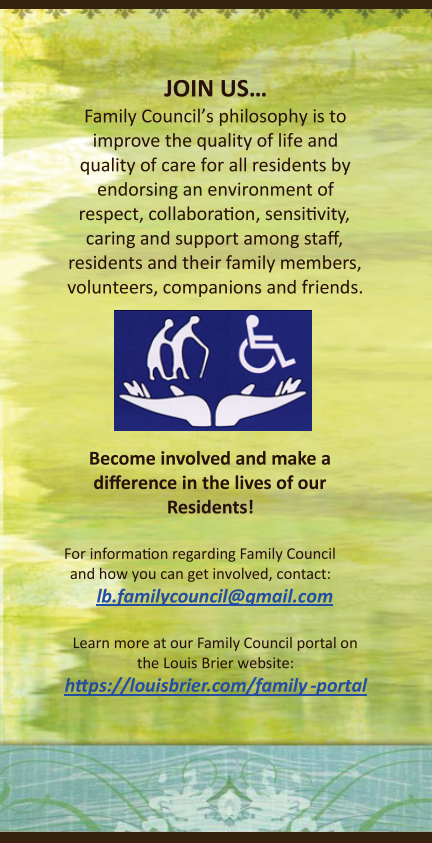 JOIN US...
Family Council's philosophy is to
improve the quality of life and
quality of care for all residents by
endorsing an environment of
respect, collaboration, sensitivity,
caring and support among staff,
residents and their family members,
volunteers, companions and friends.
Become involved and make a
difference in the lives of our
Residents!
For information regarding Family Council
and how you can get involved, contact:
lb.familycouncil@gmail.com
Learn more at our Family Council portal on
the Louis Brier website:
https://louisbrier.com/family-portal